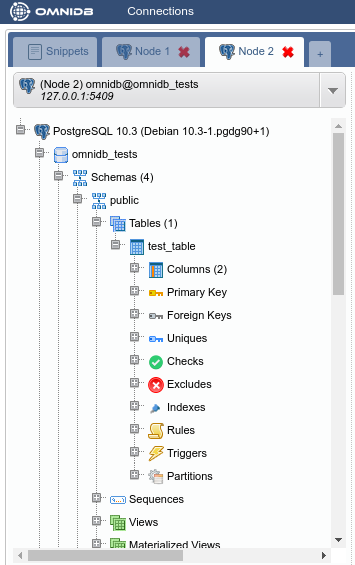 OMNIDB Connections
Snippets Node 1 Node 2 +
(Node 2) omnidb@omnidb_tests
127.0.0.1:5409
PostgreSQL 10.3 (Debian 10.3-1.pgdg90+1)
omnidb_tests
Schemas (4)
public
Tables (1)
test_table
Columns (2)
Primary Key
Foreign Keys
Uniques
Checks
Excludes
Indexes
Rules
Triggers
Partitions
Sequences
Views
Materialized Views